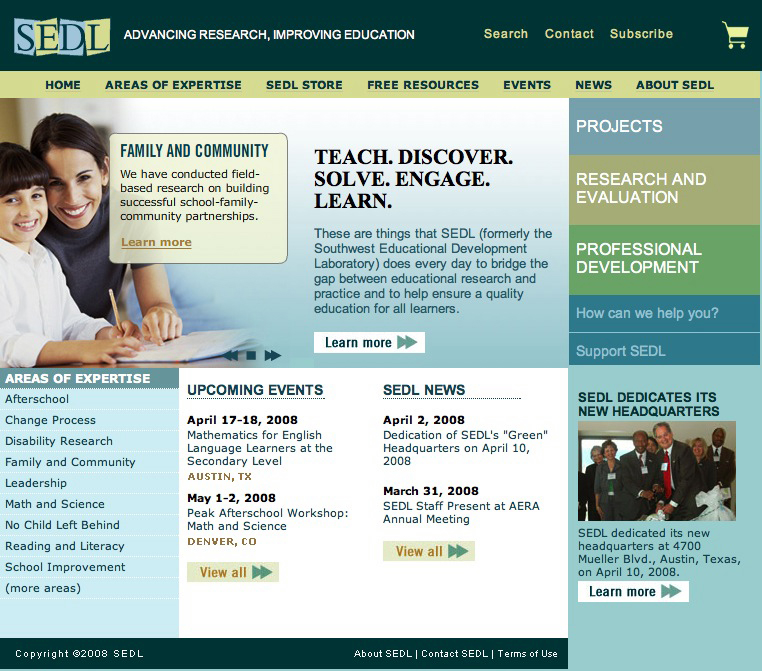 SEDL
ADVANCING RESEARCH, IMPROVING EDUCATION
Search Contact Subscribe
HOME AREAS OF EXPERTISE SEDL STORE FREE RESOURCES EVENTS NEWS ABOUT SEDL
FAMILY AND COMMUNITY
We have conducted field-
based research on building
successful school-family-
community partnerships.
Learn more
TEACH. DISCOVER.
SOLVE. ENGAGE.
LEARN.
These are things that SEDL (formerly the
Southwest Educational Development
Laboratory) does every day to bridge the
gap between educational research and
practice and to help ensure a quality
education for all learners.
Learn more
PROJECTS
RESEARCH AND
EVALUATION
PROFESSIONAL
DEVELOPMENT
How can we help you?
Support SEDL
AREAS OF EXPERTISE
Afterschool
Change Process
Disability Research
Family and Community
Leadership
Math and Science
No Child Left Behind
Reading and Literacy
School Improvement
(more areas)
UPCOMING EVENTS
April 17-18, 2008
Mathematics for English
Language Learners at the
Secondary Level
AUSTIN, TX
May 1-2, 2008
Peak Afterschool Workshop:
Math and Science
DENVER, CO
View all
SEDL NEWS
April 2, 2008
Dedication of SEDL's "Green"
Headquarters on April 10,
2008
March 31, 2008
SEDL Staff Present at AERA
Annual Meeting
View all
SEDL DEDICATES ITS
NEW HEADQUARTERS
SEDL dedicated its new
headquarters at 4700
Mueller Blvd., Austin, Texas,
on April 10, 2008.
Learn more
Copyright ©2008 SEDL
About SEDL | Contact SEDL | Terms of Use